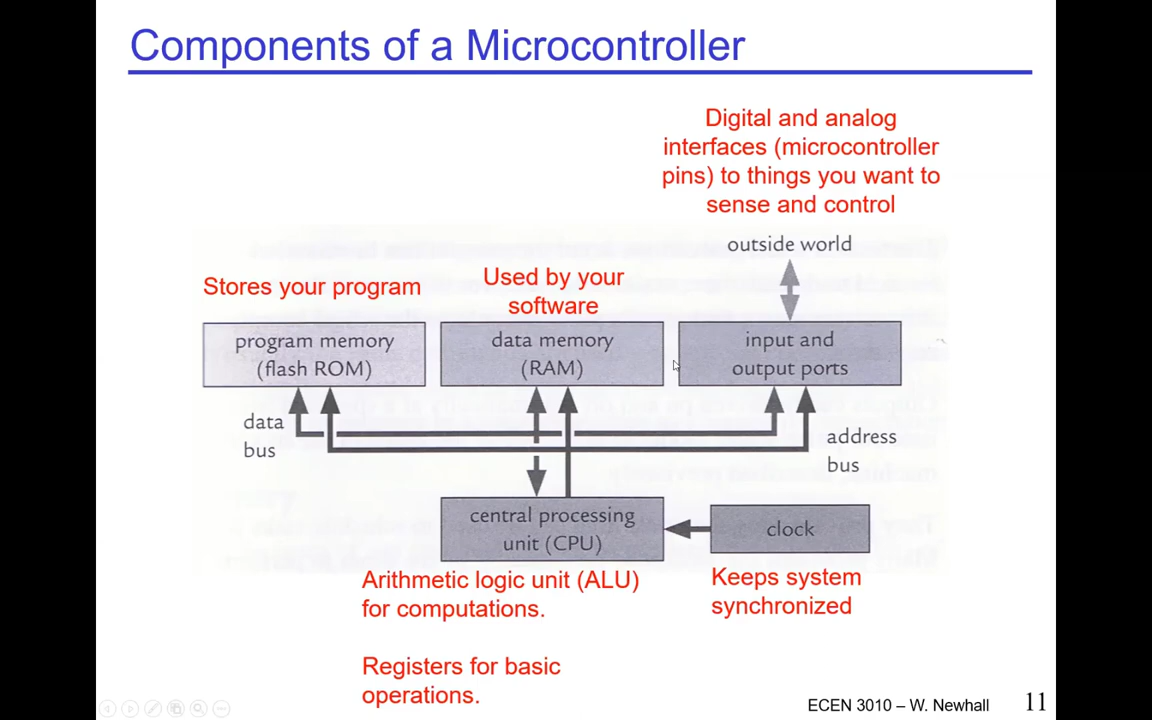 Components of a Microcontroller
Digital and analog
interfaces (microcontroller
pins) to things you want to
sense and control
outside world
Stores your program
Used by your
software
program memory
(flash ROM)
data memory
(RAM)
input and
output ports
data
bus
address
bus
central processing
unit (CPU)
clock
Arithmetic logic unit (ALU)
for computations.
Keeps system
synchronized
Registers for basic
operations.
ECEN 3010 – W. Newhall
11